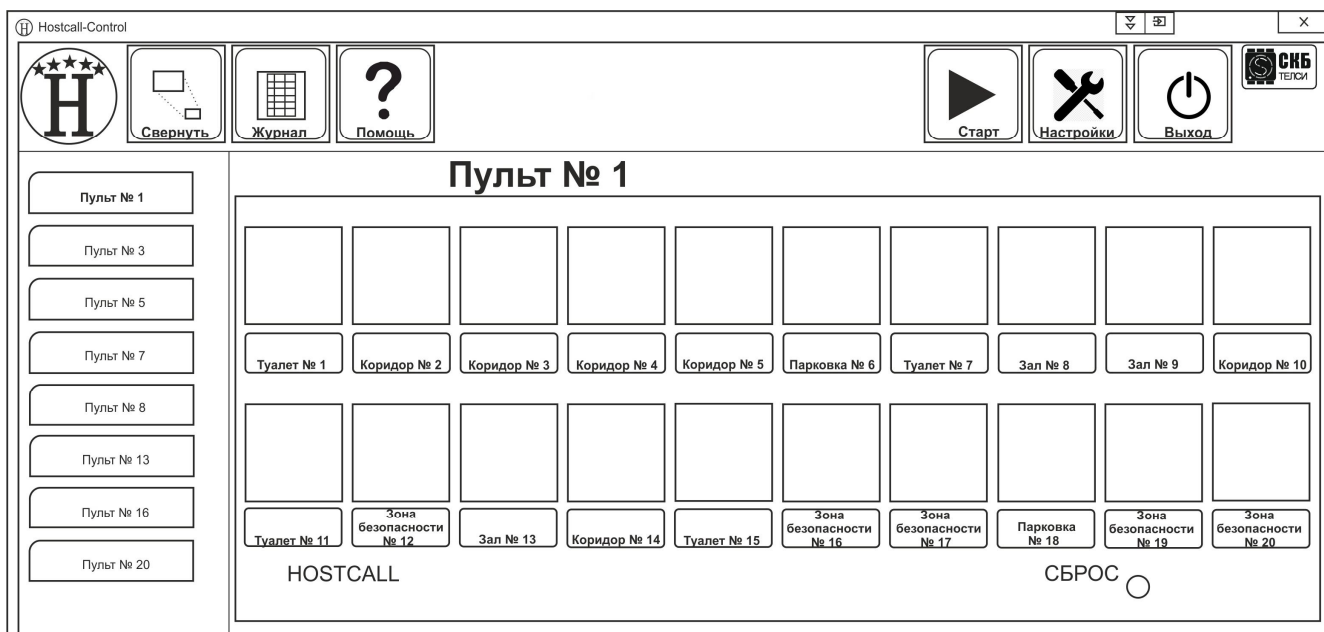 Hostcall-Control
H
Свернуть
Журнал
Помощь
Старт
Настройки
Выход
СКБ
ТЕЛСИ
Пульт № 1
Пульт № 3
Пульт № 5
Пульт № 7
Пульт № 8
Пульт № 13
Пульт № 16
Пульт № 20
Пульт № 1
Туалет № 1
Коридор № 2
Коридор № 3
Коридор № 4
Коридор № 5
Парковка № 6
Туалет № 7
Зал № 8
Зал № 9
Коридор № 10
Туалет № 11
Зона
безопасности
№ 12
Зал № 13
Коридор № 14
Туалет № 15
Зона
безопасности
№ 16
Зона
безопасности
№ 17
Парковка
№ 18
Зона
безопасности
№ 19
Зона
безопасности
№ 20
HOSTCALL
СБРОС